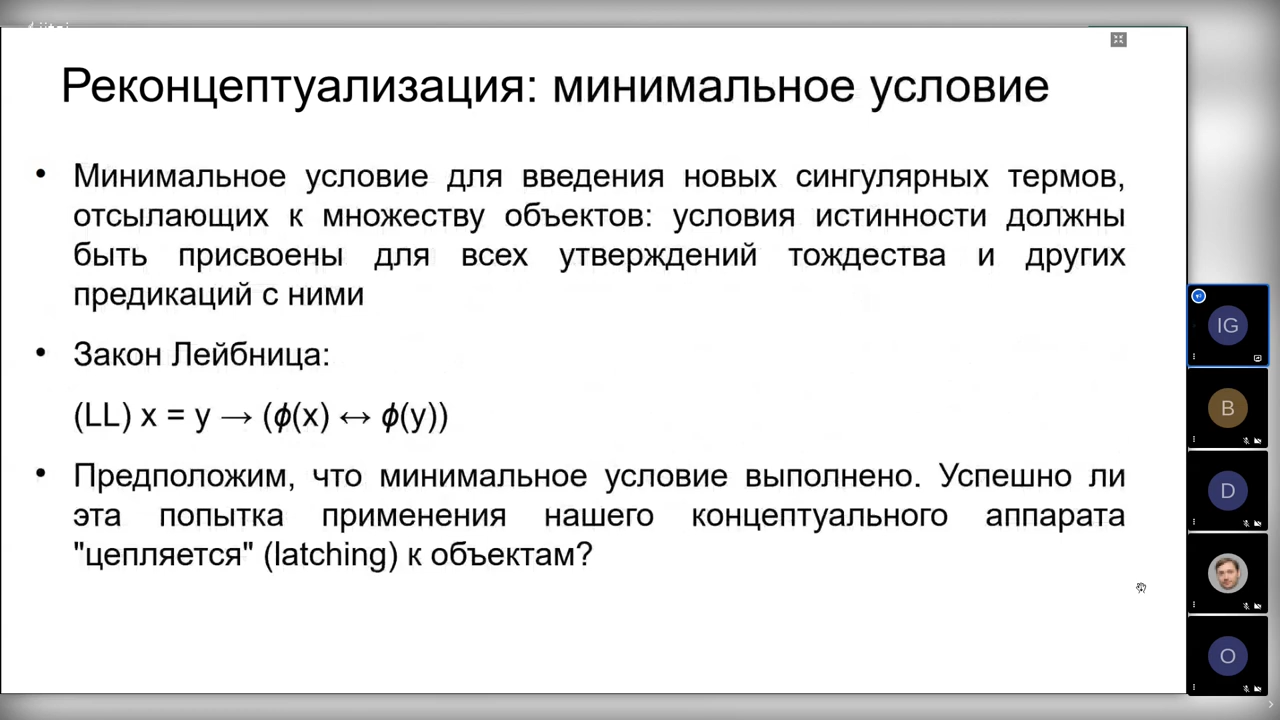 Реконцептуализация: минимальное условие
• Минимальное условие для введения новых сингулярных термов,
отсылающих к множеству объектов: условия истинности должны
быть присвоены для всех утверждений тождества и других
предикаций с ними
• Закон Лейбница:
(LL) x = y → (ϕ(x) ↔ ϕ(y))
• Предположим, что минимальное условие выполнено. Успешно ли
эта попытка применения нашего концептуального аппарата
"цепляется" (latching) к объектам?
IG
B
D
O